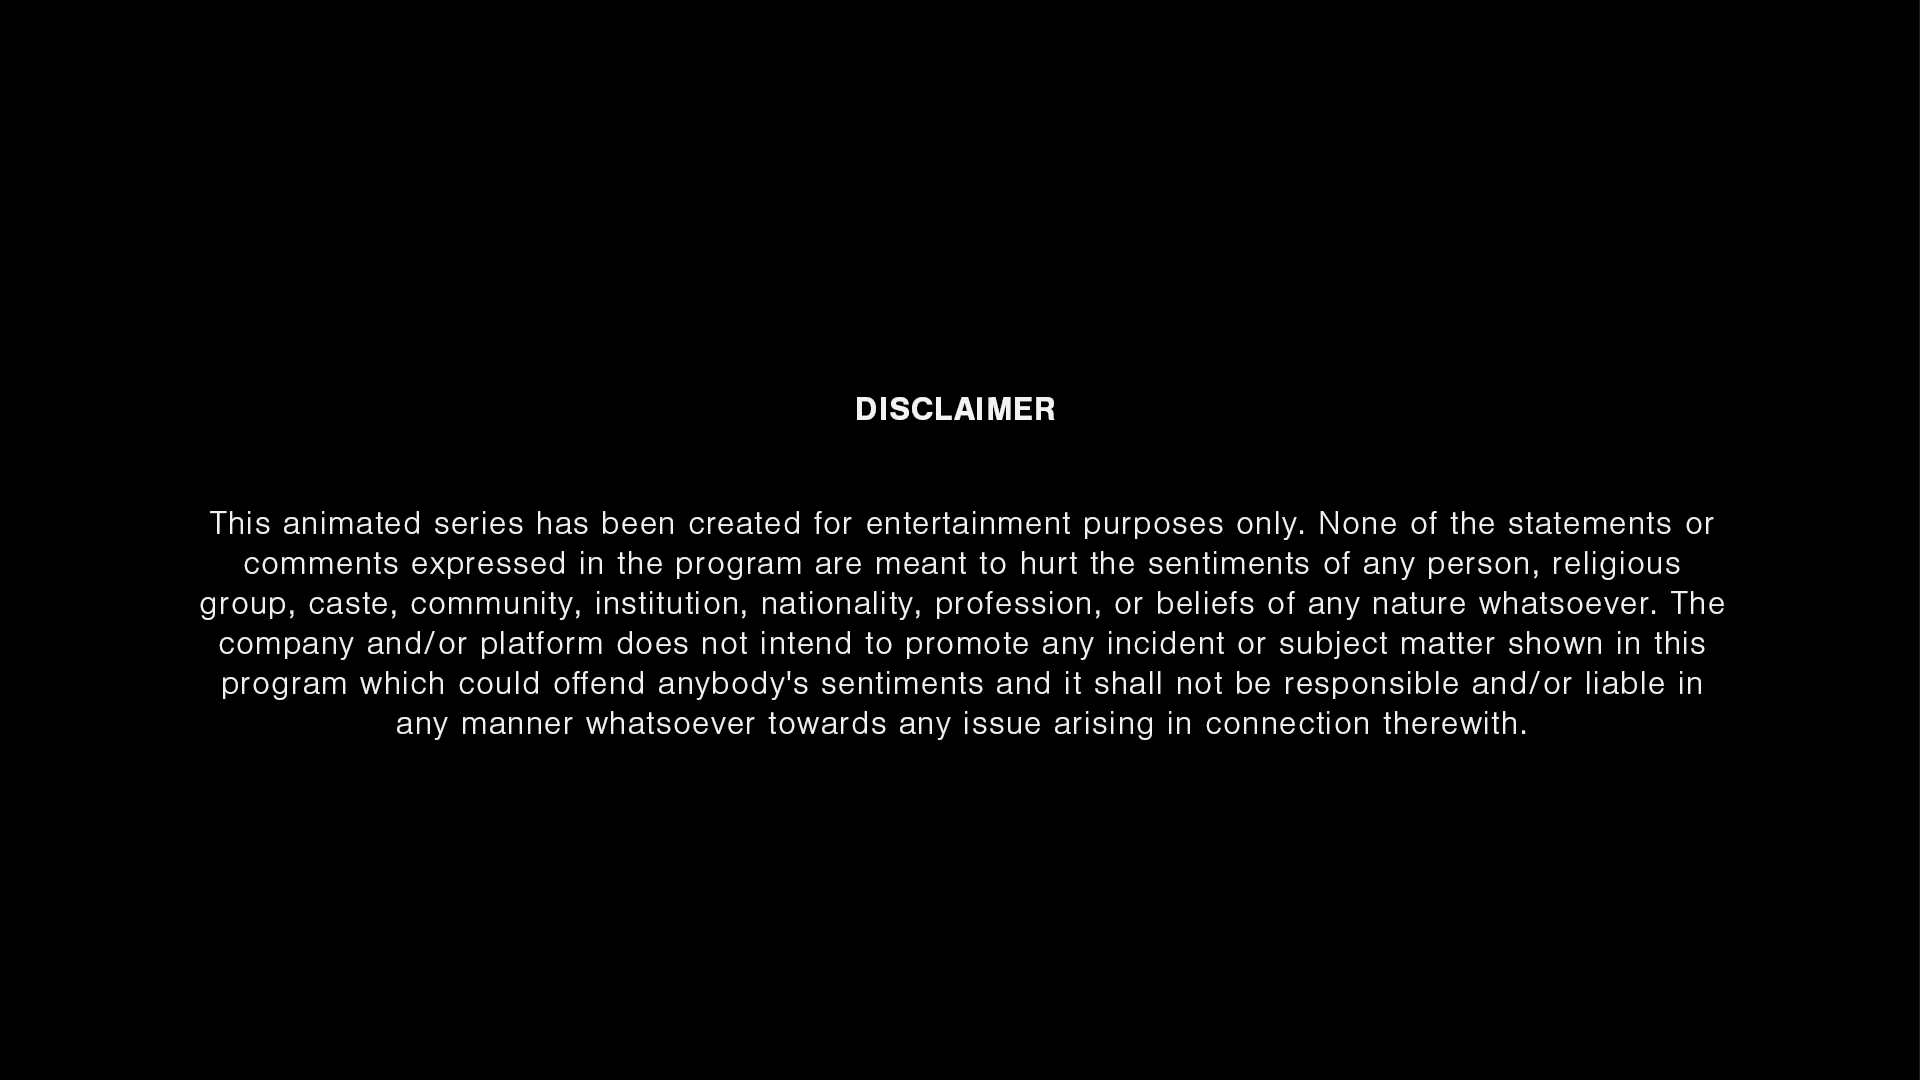 DISCLAIMER
This animated series has been created for entertainment purposes only. None of the statements or
comments expressed in the program are meant to hurt the sentiments of any person, religious
group, caste, community, institution, nationality, profession, or beliefs of any nature whatsoever. The
company and/or platform does not intend to promote any incident or subject matter shown in this
program which could offend anybody's sentiments and it shall not be responsible and/or liable in
any manner whatsoever towards any issue arising in connection therewith.